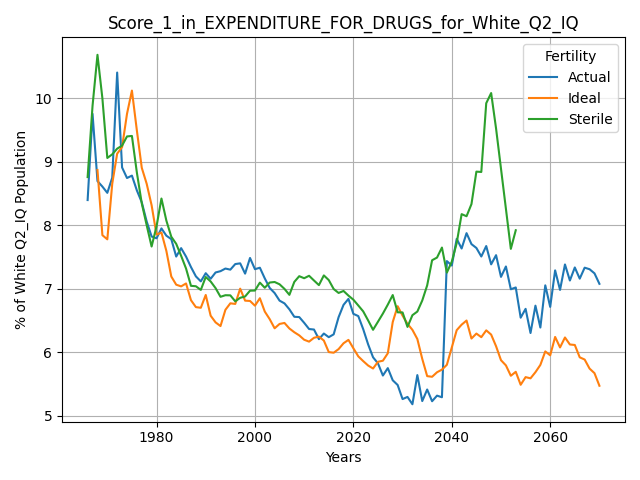 Score_1_in_EXPENDITURE_FOR_DRUGS_for_White_Q2_IQ
Fertility
Actual
Ideal
Sterile
% of White Q2_IQ Population
10
9
8
7
6
5
1980
2000
2020
2040
2060
Years